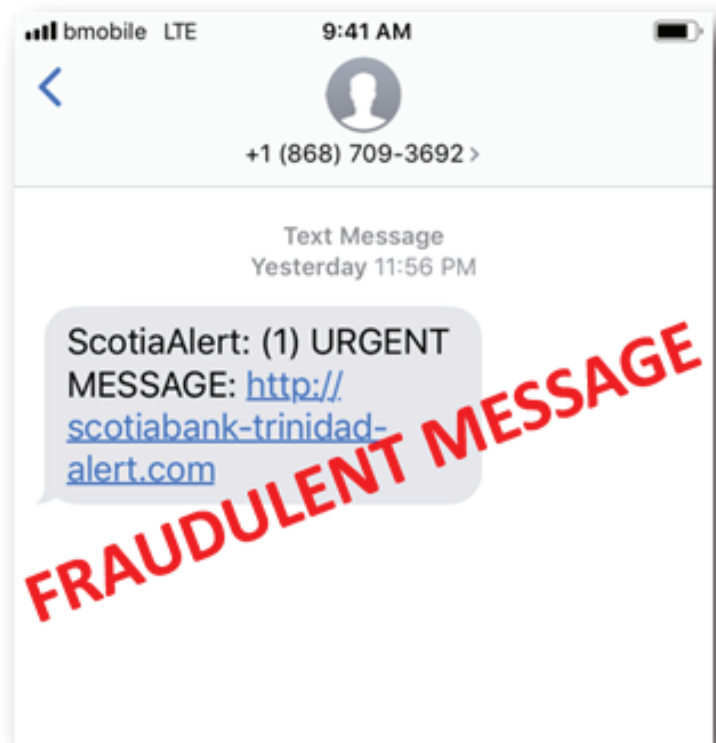 bmobile LTE 9:41 AM
+1 (868) 709-3692 >
Text Message
Yesterday 11:56 PM
ScotiaAlert: (1) URGENT
MESSAGE: http://
scotiabank-trinidad-
alert.com
FRAUDULENT MESSAGE